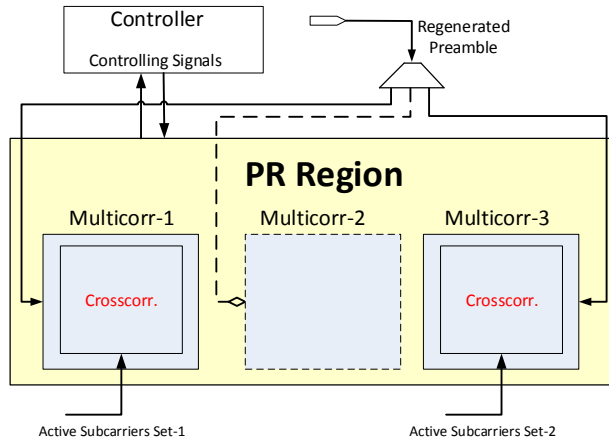 Controller
Controlling Signals
Regenerated
Preamble
PR Region
Multicorr-1
Multicorr-2
Multicorr-3
Crosscorr.
Crosscorr.
Active Subcarriers Set-1
Active Subcarriers Set-2